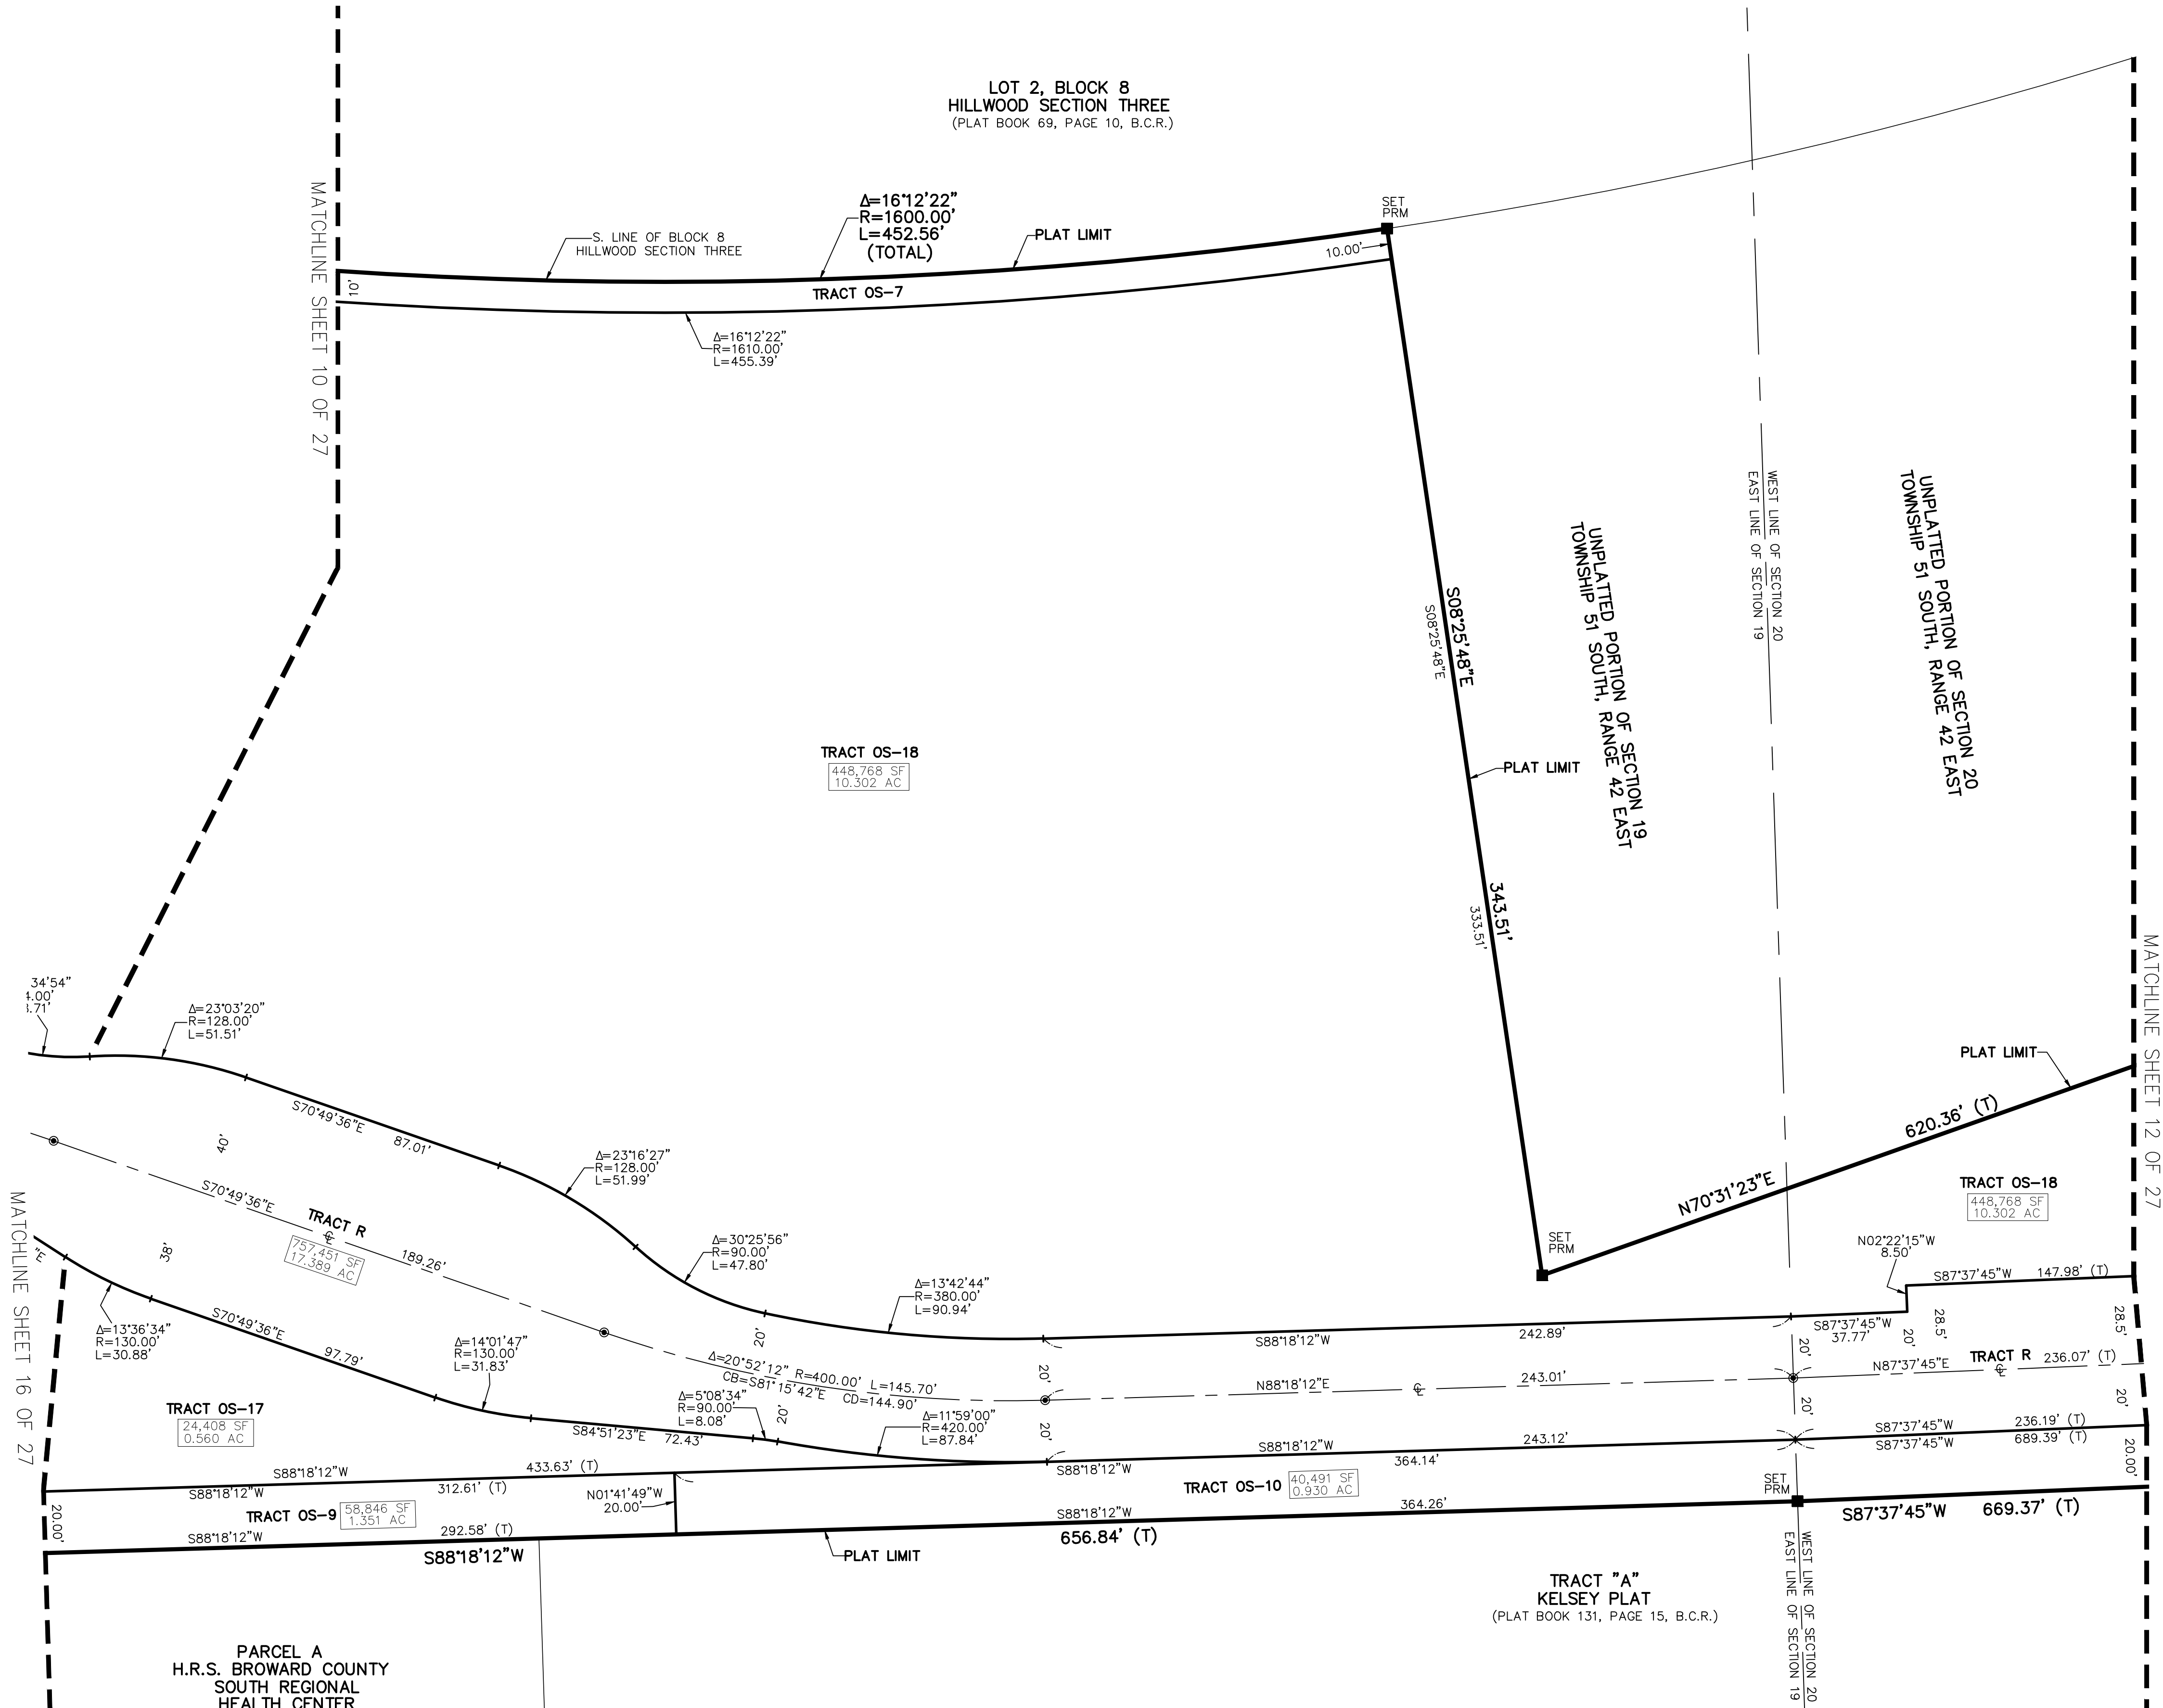 LOT 2, BLOCK 8
HILLWOOD SECTION THREE
(PLAT BOOK 69, PAGE 10, B.C.R.)
MATCHLINE SHEET 10 OF 27
S. LINE OF BLOCK 8
HILLWOOD SECTION THREE
Δ=16°12'22"
R=1600.00'
L=452.56'
(TOTAL)
PLAT LIMIT
SET
PRM
10.00'
10'
TRACT OS-7
Δ=16°12'22"
R=1610.00'
L=455.39'
WEST LINE OF SECTION 20
EAST LINE OF SECTION 19
UNPLATTED PORTION OF SECTION 20
TOWNSHIP 51 SOUTH, RANGE 42 EAST
UNPLATTED PORTION OF SECTION 19
TOWNSHIP 51 SOUTH, RANGE 42 EAST
S08°25'48"E
S08°25'48"E
343.51'
333.51'
PLAT LIMIT
TRACT OS-18
448,768 SF
10.302 AC
MATCHLINE SHEET 12 OF 27
34'54"
4.00'
.71'
Δ=23°03'20"
R=128.00'
L=51.51'
S70°49'36"E
87.01'
40'
Δ=23°16'27"
R=128.00'
L=51.99'
PLAT LIMIT
620.36' (T)
N70°31'23"E
TRACT OS-18
448,768 SF
10.302 AC
SET
PRM
N02°22'15"W
8.50'
S87°37'45"W
147.98' (T)
MATCHLINE SHEET 16 OF 27
S70°49'36"E
TRACT R
℄
757,451 SF
17.389 AC
189.26'
38'
"E
Δ=30°25'56"
R=90.00'
L=47.80'
Δ=13°42'44"
R=380.00'
L=90.94'
Δ=13°36'34"
R=130.00'
L=30.88'
S70°49'36"E
97.79'
Δ=14°01'47"
R=130.00'
L=31.83'
20'
Δ=20°52'12" R=400.00' L=145.70'
CB=S81°15'42"E CD=144.90'
S88°18'12"W
242.89'
S87°37'45"W
37.77'
20'
20'
28.5'
28.5'
TRACT R
N87°37'45"E
℄
236.07' (T)
20'
N88°18'12"E
℄
243.01'
Δ=5°08'34"
R=90.00'
L=8.08'
20'
Δ=11°59'00"
R=420.00'
L=87.84'
20'
20'
20'
TRACT OS-17
24,408 SF
0.560 AC
S84°51'23"E
72.43'
S88°18'12"W
243.12'
S87°37'45"W
236.19' (T)
S87°37'45"W
689.39' (T)
S88°18'12"W
433.63' (T)
S88°18'12"W
312.61' (T)
S88°18'12"W
364.14'
20.00'
TRACT OS-9
58,846 SF
1.351 AC
N01°41'49"W
20.00'
TRACT OS-10
40,491 SF
0.930 AC
SET
PRM
20.00'
S88°18'12"W
292.58' (T)
S88°18'12"W
364.26'
S88°18'12"W
656.84' (T)
S87°37'45"W
669.37' (T)
PLAT LIMIT
WEST LINE OF SECTION 20
EAST LINE OF SECTION 19
TRACT "A"
KELSEY PLAT
(PLAT BOOK 131, PAGE 15, B.C.R.)
PARCEL A
H.R.S. BROWARD COUNTY
SOUTH REGIONAL
HEALTH CENTER